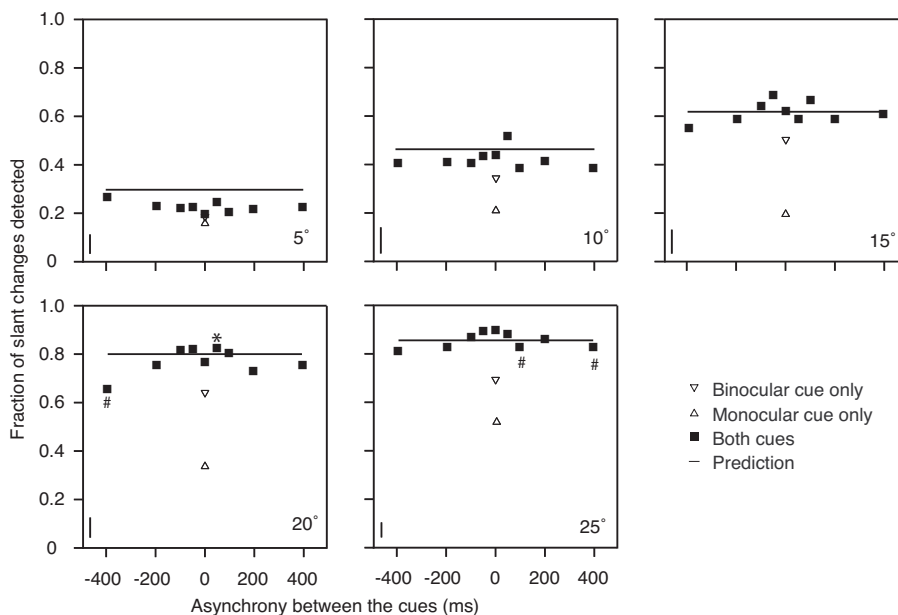 1.0
0.8
0.6
0.4
0.2
0
5°
10°
15°
1.0
0.8
0.6
0.4
0.2
0
*
#
20°
#
#
25°
-400 -200 0 200 400
-400 -200 0 200 400
Fraction of slant changes detected
Asynchrony between the cues (ms)
Binocular cue only
Monocular cue only
Both cues
Prediction